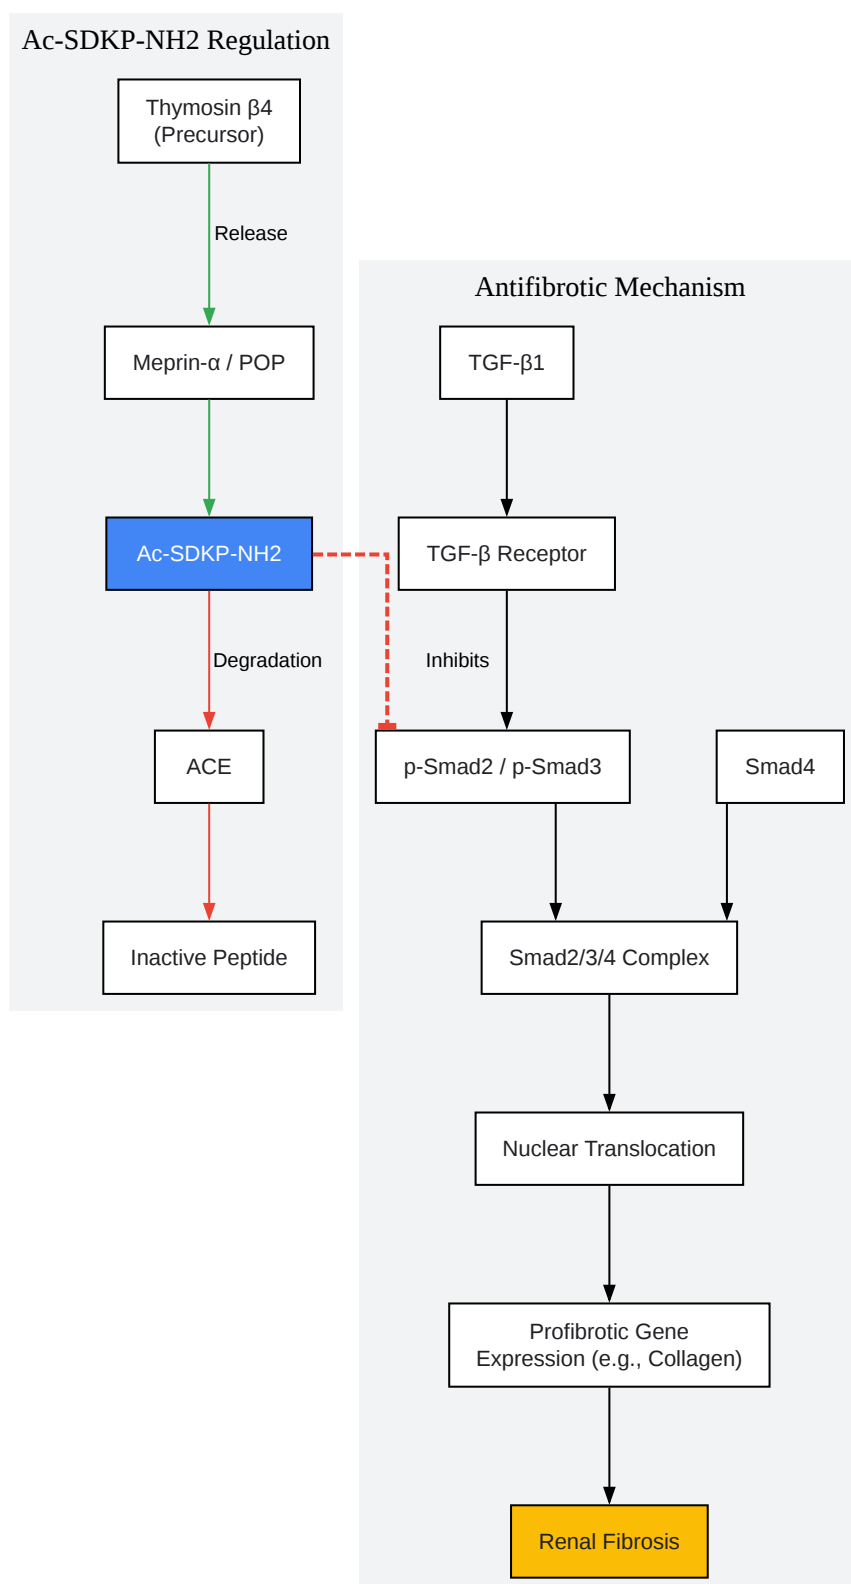 Ac-SDKP-NH2 Regulation
Thymosin β4
(Precursor)
Release
Meprin-α / POP
Ac-SDKP-NH2
Degradation
ACE
Inactive Peptide
Antifibrotic Mechanism
TGF-β1
TGF-β Receptor
Inhibits
p-Smad2 / p-Smad3
Smad4
Smad2/3/4 Complex
Nuclear Translocation
Profibrotic Gene
Expression (e.g., Collagen)
Renal Fibrosis